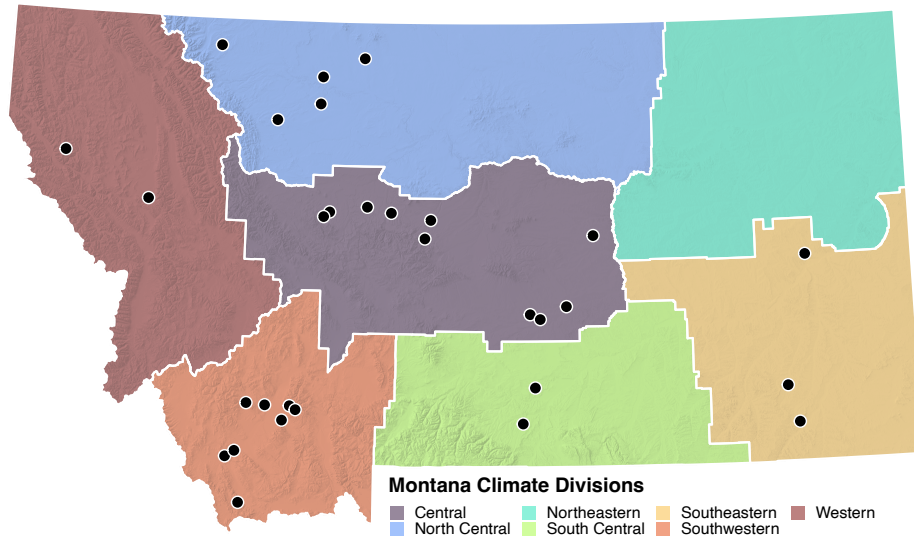 Montana Climate Divisions
Central Northeastern Southeastern Western
North Central South Central Southwestern